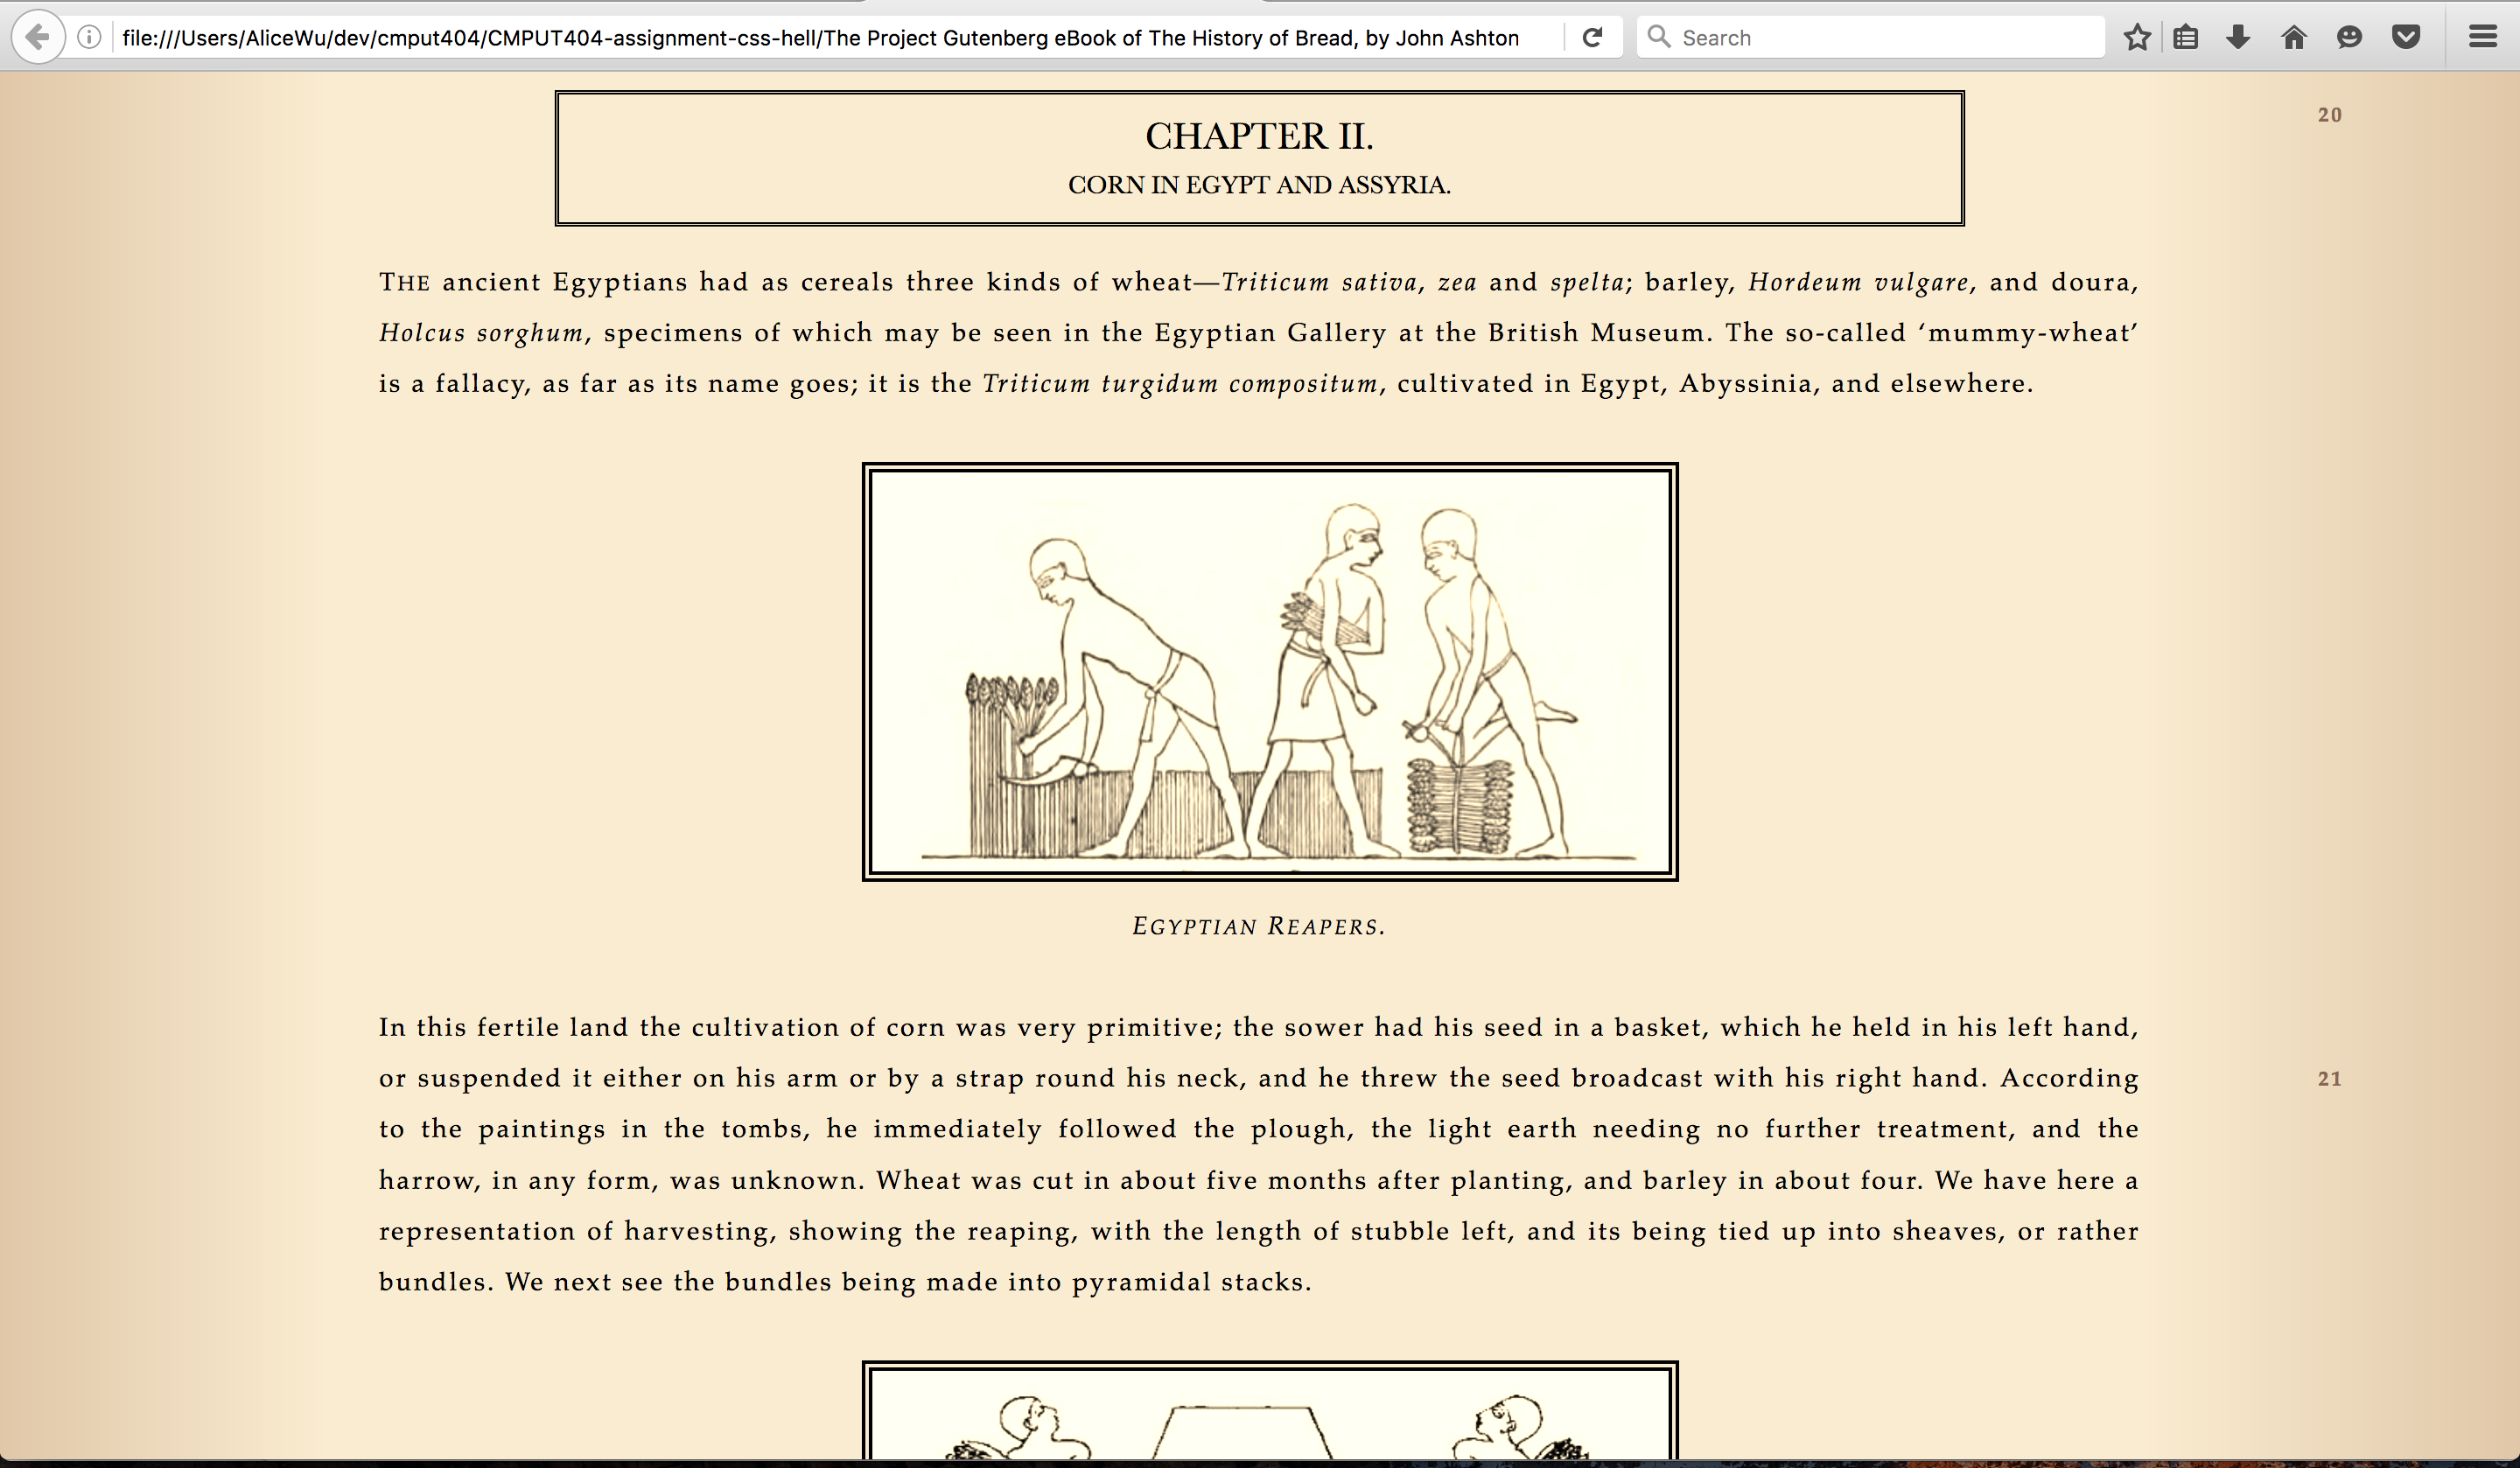 file:///Users/AliceWu/dev/cmput404/CMPUT404-assignment-css-hell/The Project Gutenberg eBook of The History of Bread, by John Ashton
Search
20
CHAPTER II.
CORN IN EGYPT AND ASSYRIA.
THE ancient Egyptians had as cereals three kinds of wheat—Triticum sativa, zea and spelta; barley, Hordeum vulgare, and doura,
Holcus sorghum, specimens of which may be seen in the Egyptian Gallery at the British Museum. The so-called ‘mummy-wheat’
is a fallacy, as far as its name goes; it is the Triticum turgidum compositum, cultivated in Egypt, Abyssinia, and elsewhere.
EGYPTIAN REAPERS.
In this fertile land the cultivation of corn was very primitive; the sower had his seed in a basket, which he held in his left hand,
or suspended it either on his arm or by a strap round his neck, and he threw the seed broadcast with his right hand. According
21
to the paintings in the tombs, he immediately followed the plough, the light earth needing no further treatment, and the
harrow, in any form, was unknown. Wheat was cut in about five months after planting, and barley in about four. We have here a
representation of harvesting, showing the reaping, with the length of stubble left, and its being tied up into sheaves, or rather
bundles. We next see the bundles being made into pyramidal stacks.